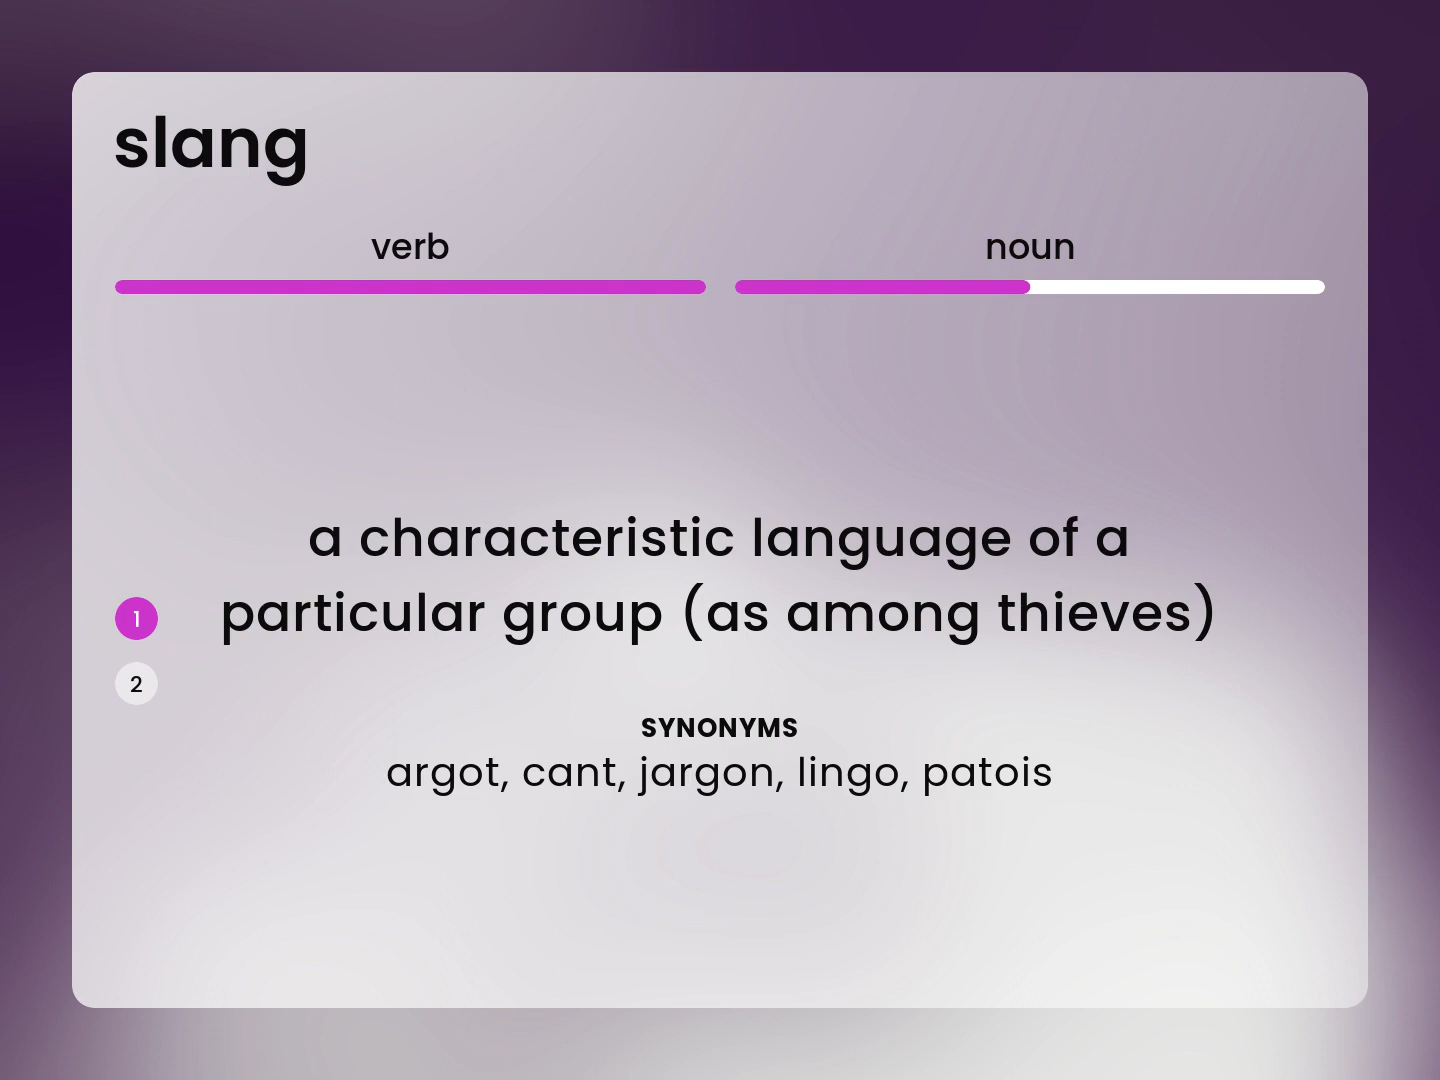 slang
verb
noun
a characteristic language of a
particular group (as among thieves)
1
2
SYNONYMS
argot, cant, jargon, lingo, patois